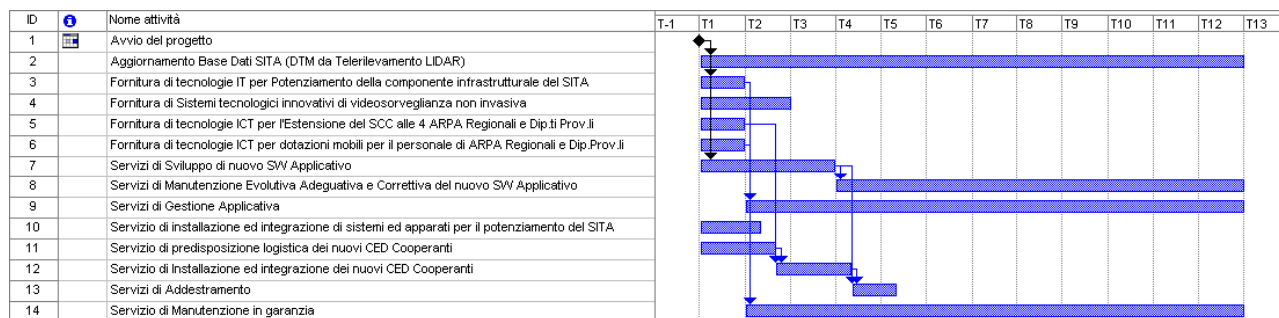 ID Nome attività T-1 T1 T2 T3 T4 T5 T6 T7 T8 T9 T10 T11 T12 T13
1 Avvio del progetto
2 Aggiornamento Base Dati SITA (DTM da Telerilevamento LIDAR)
3 Fornitura di tecnologie IT per Potenziamento della componente infrastrutturale del SITA
4 Fornitura di Sistemi tecnologici innovativi di videosorveglianza non invasiva
5 Fornitura di tecnologie ICT per l'Estensione del SCC alle 4 ARPA Regionali e Dip.ti Prov.li
6 Fornitura di tecnologie ICT per dotazioni mobili per il personale di ARPA Regionali e Dip.Prov.li
7 Servizi di Sviluppo di nuovo SW Applicativo
8 Servizi di Manutenzione Evolutiva Adeguativa e Correttiva del nuovo SW Applicativo
9 Servizi di Gestione Applicativa
10 Servizio di installazione ed integrazione di sistemi ed apparati per il potenziamento del SITA
11 Servizio di predisposizione logistica dei nuovi CED Cooperanti
12 Servizio di Installazione ed integrazione dei nuovi CED Cooperanti
13 Servizi di Addestramento
14 Servizio di Manutenzione in garanzia